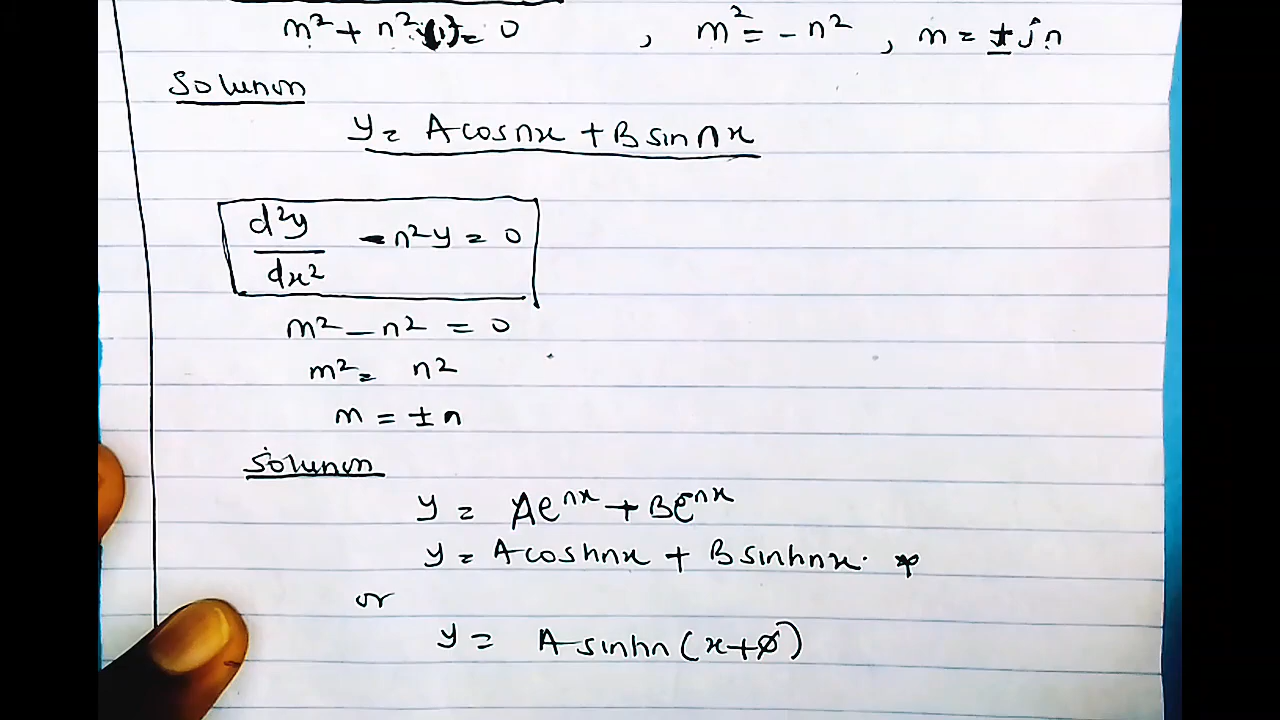 m² + n² = 0 , m² = - n² , m = ± jn
Solution
y = A cos nx + B sin nx
d²y/dx² - n²y = 0
m² - n² = 0
m² = n²
m = ± n
Solution
y = Ae^nx + Be^-nx
y = A cosh nx + B sinh nx.
or
y = A sinh n (x + φ)